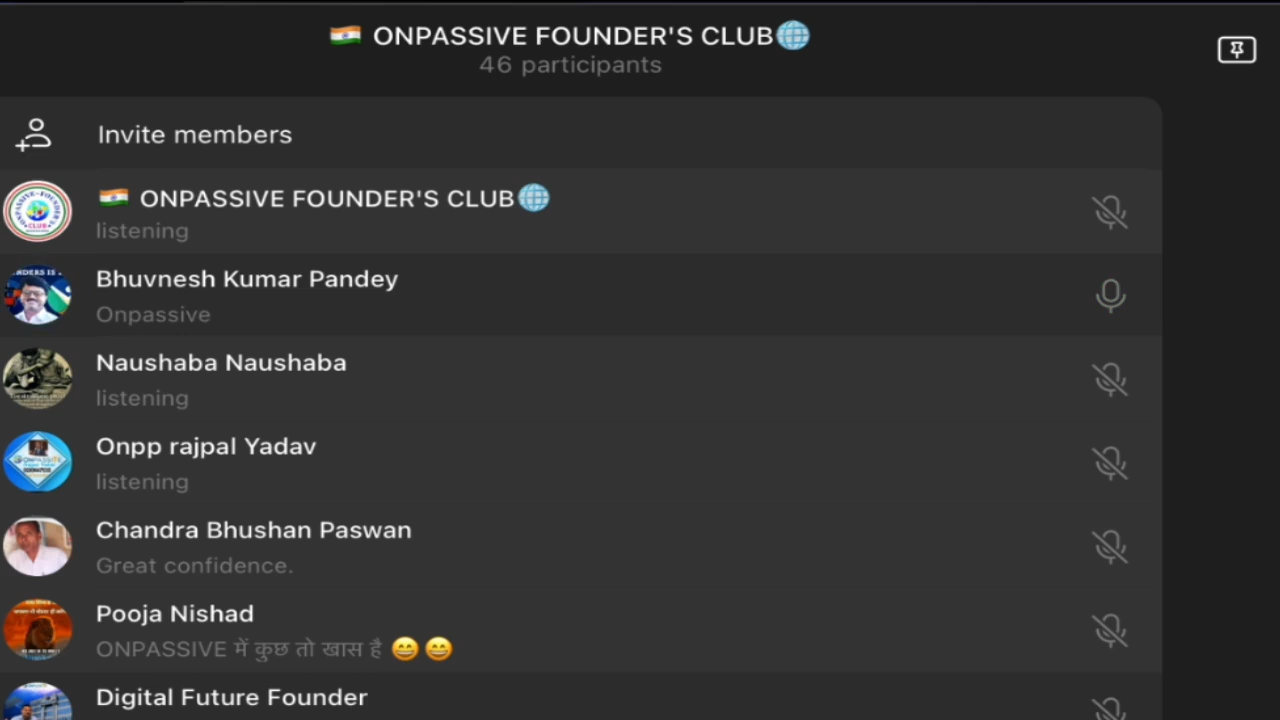 🇮🇳 ONPASSIVE FOUNDER'S CLUB🌐
46 participants
Invite members
🇮🇳 ONPASSIVE FOUNDER'S CLUB🌐
listening
Bhuvnesh Kumar Pandey
Onpassive
Naushaba Naushaba
listening
Onpp rajpal Yadav
listening
Chandra Bhushan Paswan
Great confidence.
Pooja Nishad
ONPASSIVE में कुछ तो खास है 😄 😄
Digital Future Founder